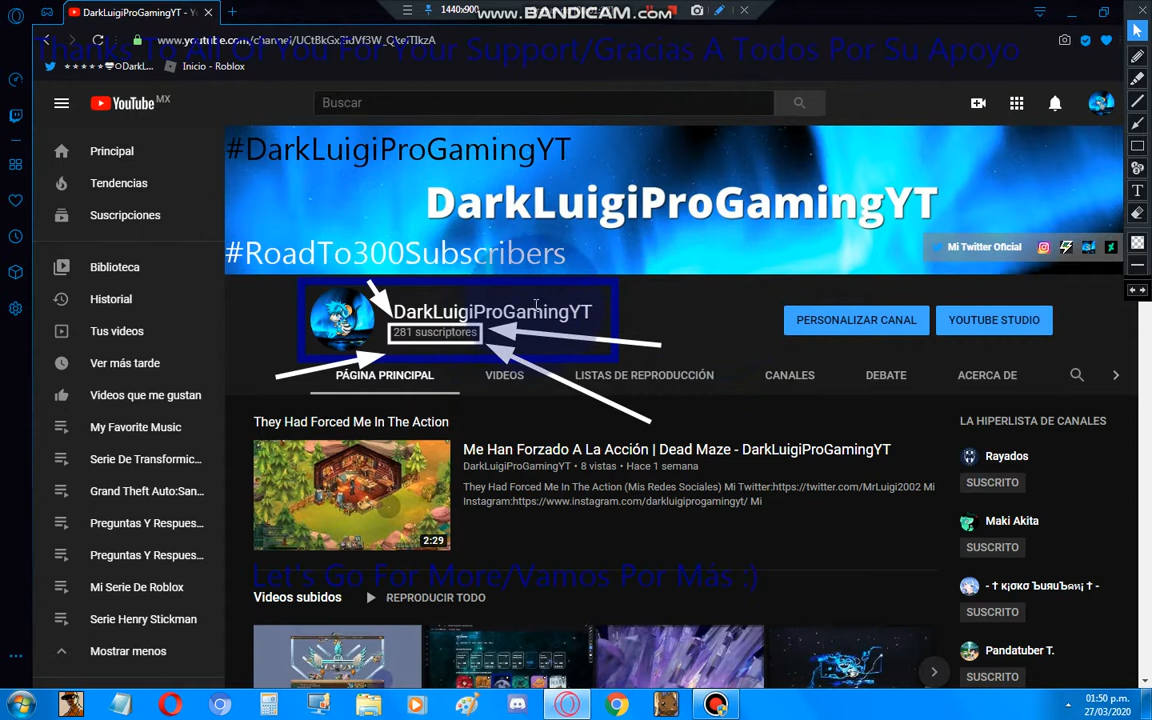 DarkLuigiProGamingYT - Y
1440x900
www.BANDICAM.com
Thanks To All Of You For Your Support/Gracias A Todos Por Su Apoyo
★★★★★ DarkL...
Inicio - Roblox
YouTube MX
Buscar
Principal
Tendencias
Suscripciones
Biblioteca
Historial
Tus videos
Ver más tarde
Videos que me gustan
My Favorite Music
Serie De Transformic...
Grand Theft Auto:San...
Preguntas Y Respues...
Preguntas Y Respues...
Mi Serie De Roblox
Serie Henry Stickman
Mostrar menos
#DarkLuigiProGamingYT
DarkLuigiProGamingYT
#RoadTo300Subscribers
Mi Twitter Oficial
DarkLuigiProGamingYT
281 suscriptores
PERSONALIZAR CANAL
YOUTUBE STUDIO
PÁGINA PRINCIPAL
VIDEOS
LISTAS DE REPRODUCCIÓN
CANALES
DEBATE
ACERCA DE
They Had Forced Me In The Action
2:29
Me Han Forzado A La Acción | Dead Maze - DarkLuigiProGamingYT
DarkLuigiProGamingYT • 8 vistas • Hace 1 semana
They Had Forced Me In The Action (Mis Redes Sociales) Mi Twitter:https://twitter.com/MrLuigi2002 Mi
Instagram:https://www.instagram.com/darkluigiprogamingyt/ Mi
Let's Go For More/Vamos Por Más :)
Videos subidos
REPRODUCIR TODO
LA HIPERLISTA DE CANALES
Rayados
SUSCRITO
Maki Akita
SUSCRITO
SUSCRITO
Pandatuber T.
SUSCRITO
01:50 p.m.
27/03/2020